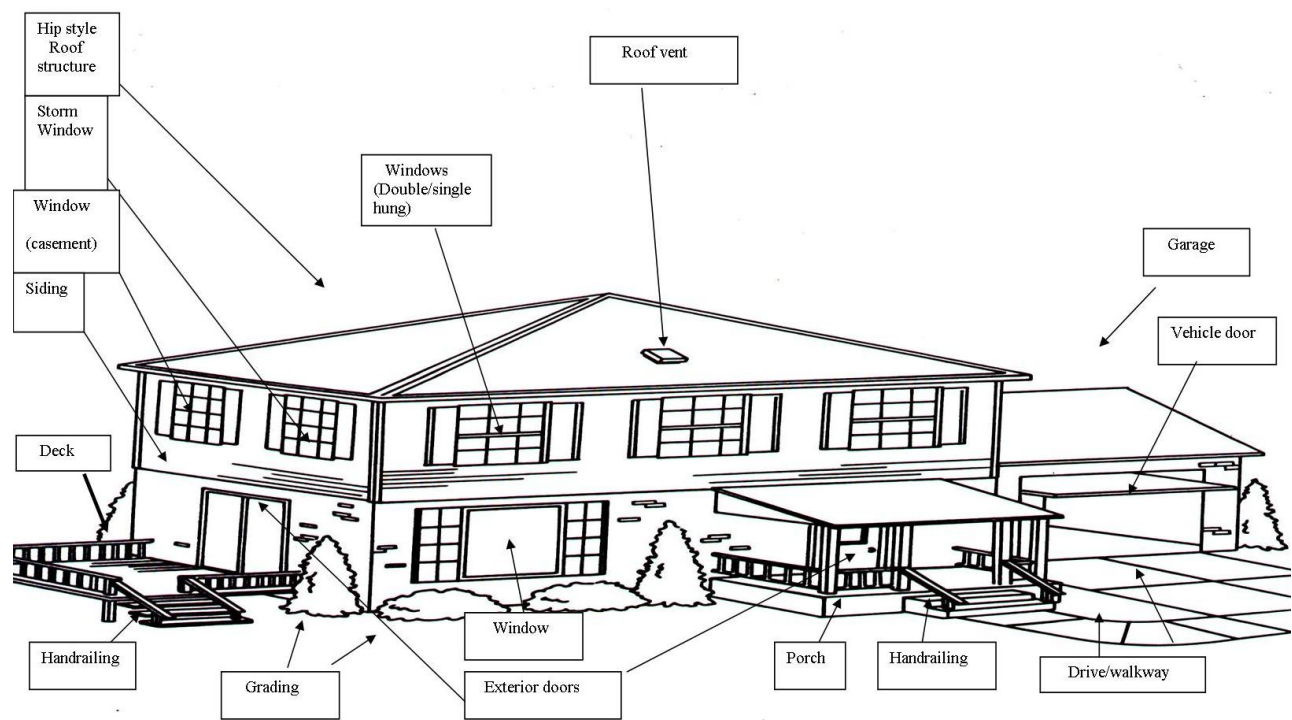 Hip style
Roof
structure
Roof vent
Storm
Window
Windows
(Double/single
hung)
Window
(casement)
Garage
Siding
Vehicle door
Deck
Window
Handrailing
Grading
Exterior doors
Porch
Handrailing
Drive/walkway